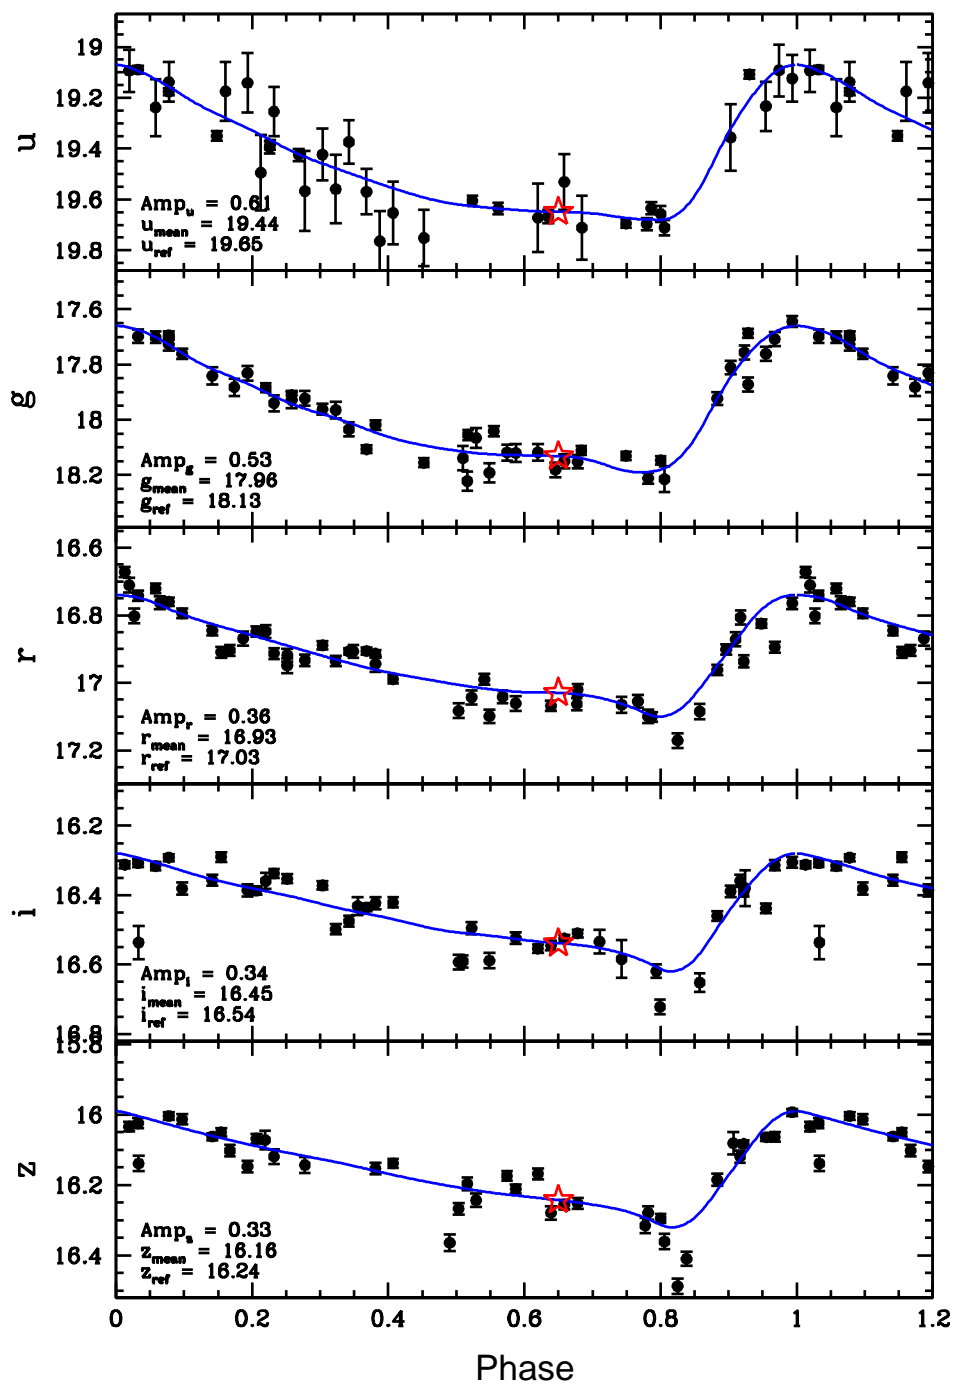 19
19.2
19.4
19.6
19.8
u
Amp_u = 0.61
u_mean = 19.44
u_ref = 19.65
17.6
17.8
18
18.2
g
Amp_g = 0.53
g_mean = 17.96
g_ref = 18.13
16.6
16.8
17
17.2
r
Amp_r = 0.36
r_mean = 16.93
r_ref = 17.03
16.2
16.4
16.6
16.8
i
Amp_i = 0.34
i_mean = 16.45
i_ref = 16.54
15.8
16
16.2
16.4
z
Amp_z = 0.33
z_mean = 16.16
z_ref = 16.24
0 0.2 0.4 0.6 0.8 1 1.2
Phase